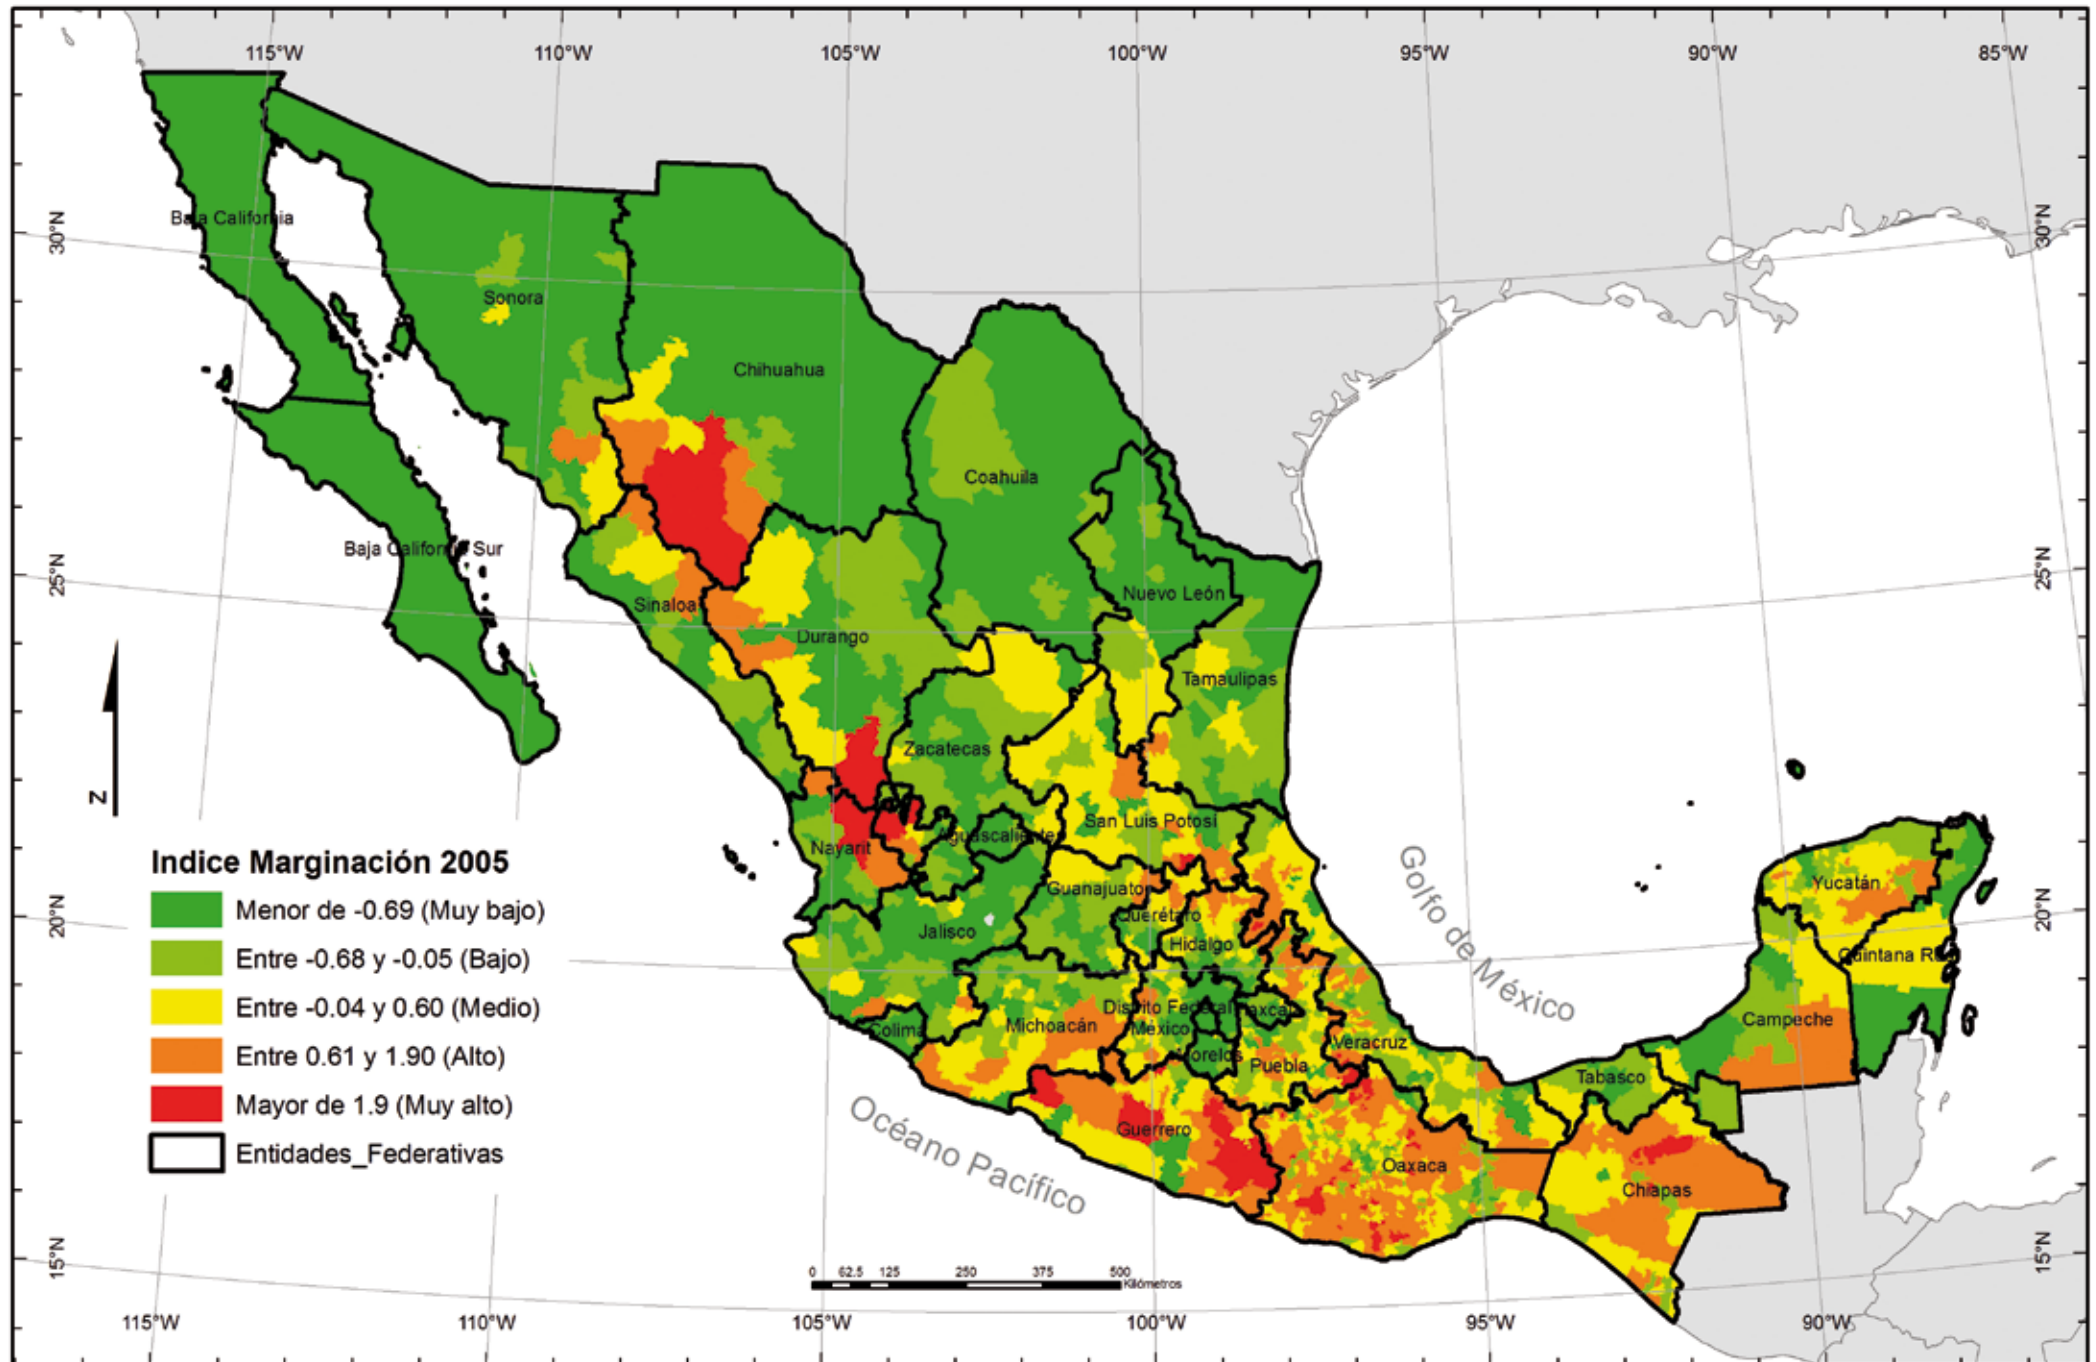 115°W 110°W 105°W 100°W 95°W 90°W 85°W
30°N
30°N
25°N
25°N
20°N
20°N
15°N
15°N
Baja California
Sonora
Chihuahua
Coahuila
Baja California Sur
Sinaloa
Nuevo León
Durango
Tamaulipas
Zacatecas
San Luis Potosí
Aguascalientes
Nayarit
Guanajuato
Querétaro
Jalisco
Hidalgo
Yucatán
Quintana R
Campeche
Distrito Federal
Tlaxcala
México
Michoacán
Colima
Morelos
Puebla
Veracruz
Tabasco
Guerrero
Oaxaca
Chiapas
Golfo de México
Océano Pacífico
N
Indice Marginación 2005
Menor de -0.69 (Muy bajo)
Entre -0.68 y -0.05 (Bajo)
Entre -0.04 y 0.60 (Medio)
Entre 0.61 y 1.90 (Alto)
Mayor de 1.9 (Muy alto)
Entidades_Federativas
0 62.5 125 250 375 500
Kilómetros
115°W 110°W 105°W 100°W 95°W 90°W